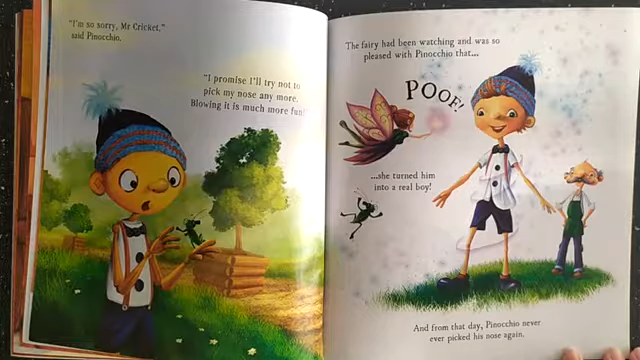 "I'm so sorry, Mr Cricket,"
said Pinocchio.
"I promise I'll try not to
pick my nose any more.
Blowing it is much more fun!"
The fairy had been watching and was so
pleased with Pinocchio that...
POOF!
...she turned him
into a real boy!
And from that day, Pinocchio never
ever picked his nose again.